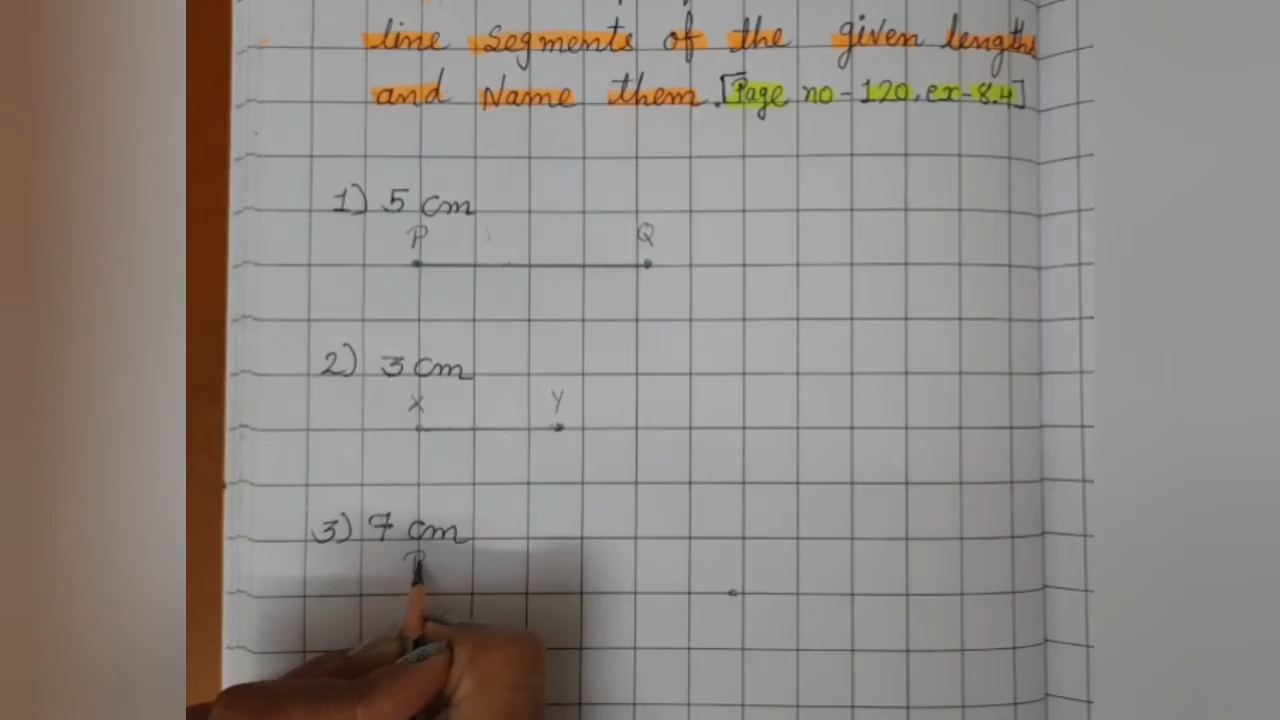 line segments of the given lengths
and Name them. [Page no - 120, ex - 8.4]
1) 5 cm
P Q
2) 3 cm
X Y
3) 7 cm